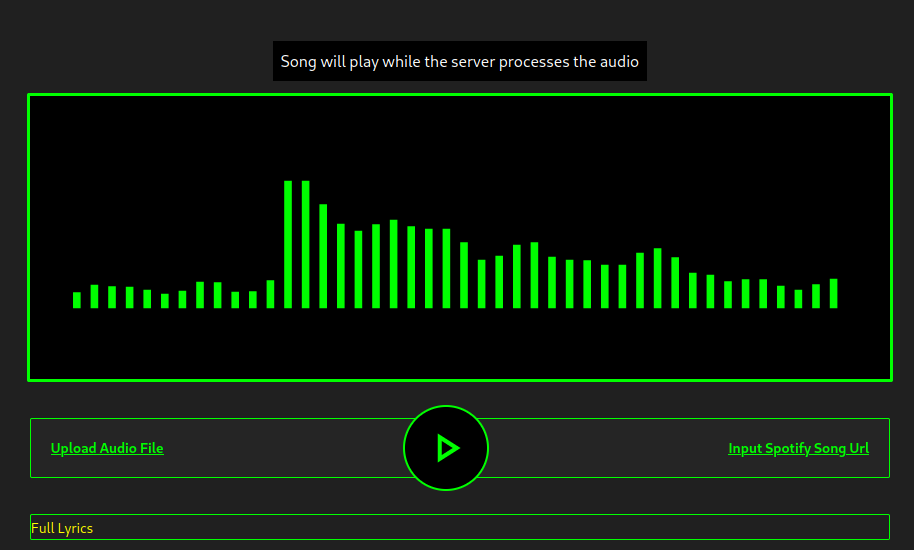 Song will play while the server processes the audio
Upload Audio File
Input Spotify Song Url
Full Lyrics